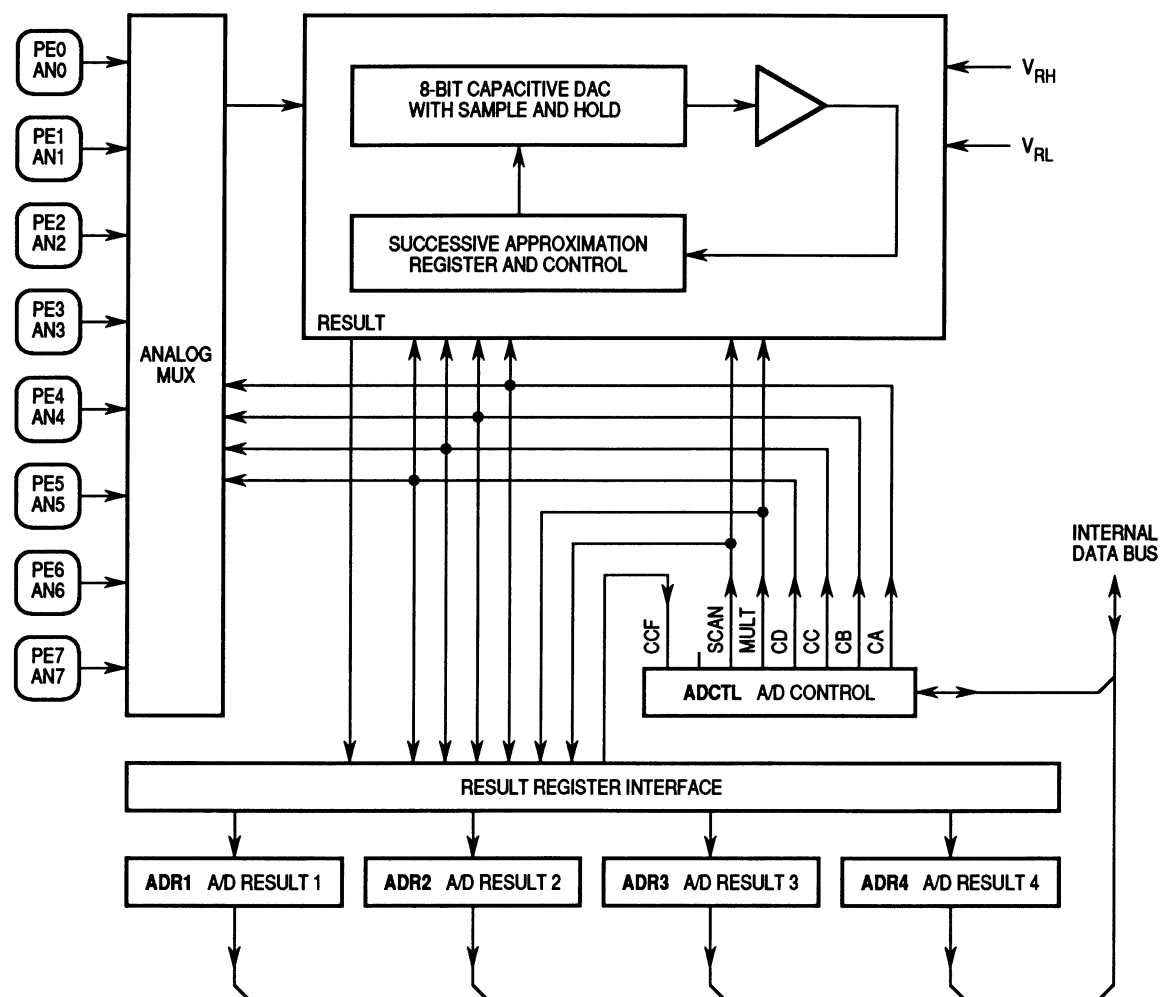 PE0
AN0
PE1
AN1
PE2
AN2
PE3
AN3
PE4
AN4
PE5
AN5
PE6
AN6
PE7
AN7
ANALOG
MUX
8-BIT CAPACITIVE DAC
WITH SAMPLE AND HOLD
SUCCESSIVE APPROXIMATION
REGISTER AND CONTROL
RESULT
VRH
VRL
INTERNAL
DATA BUS
CCF
SCAN
MULT
CD
CC
CB
CA
ADCTL A/D CONTROL
RESULT REGISTER INTERFACE
ADR1 A/D RESULT 1
ADR2 A/D RESULT 2
ADR3 A/D RESULT 3
ADR4 A/D RESULT 4